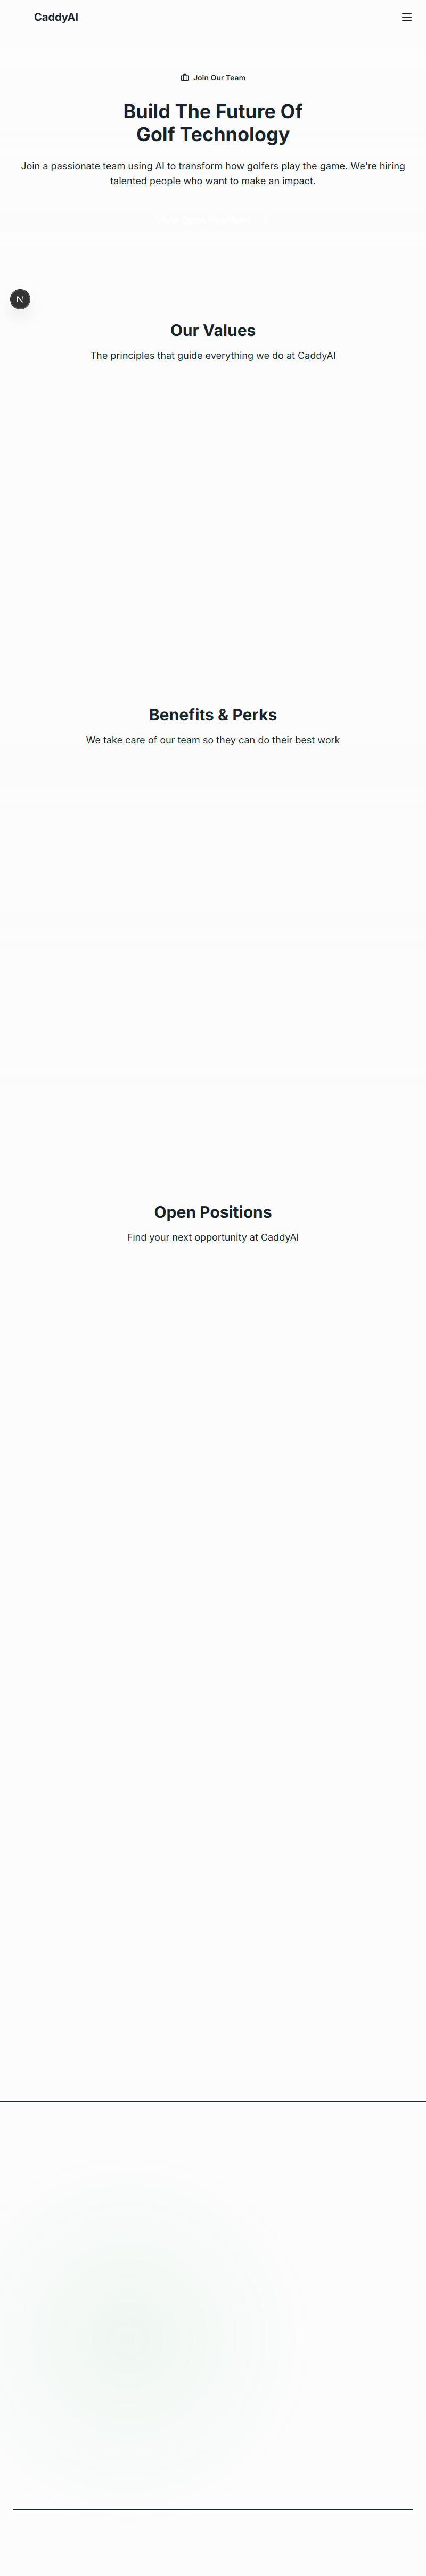 CaddyAI
Join Our Team
Build The Future Of
Golf Technology
Join a passionate team using AI to transform how golfers play the game. We're hiring
talented people who want to make an impact.
N
Our Values
The principles that guide everything we do at CaddyAI
Benefits & Perks
We take care of our team so they can do their best work
Open Positions
Find your next opportunity at CaddyAI